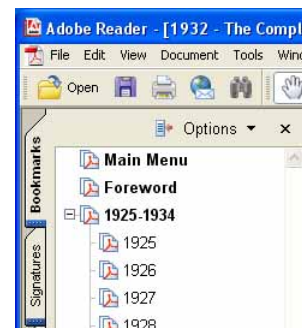 Adobe Reader - [1932 - The Compl
File Edit View Document Tools Wind
Open
Options
Bookmarks
Main Menu
Foreword
1925-1934
1925
1926
1927
1928
Signatures